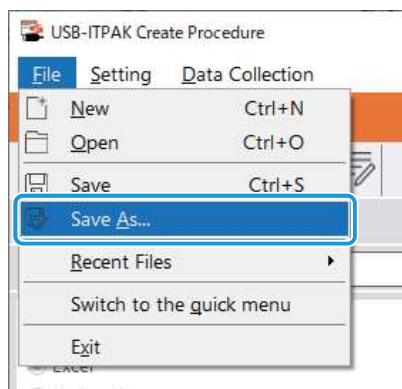 USB-ITPAK Create Procedure
File Setting Data Collection
New Ctrl+N
Open Ctrl+O
Save Ctrl+S
Save As...
Recent Files
Switch to the quick menu
Exit
Excel